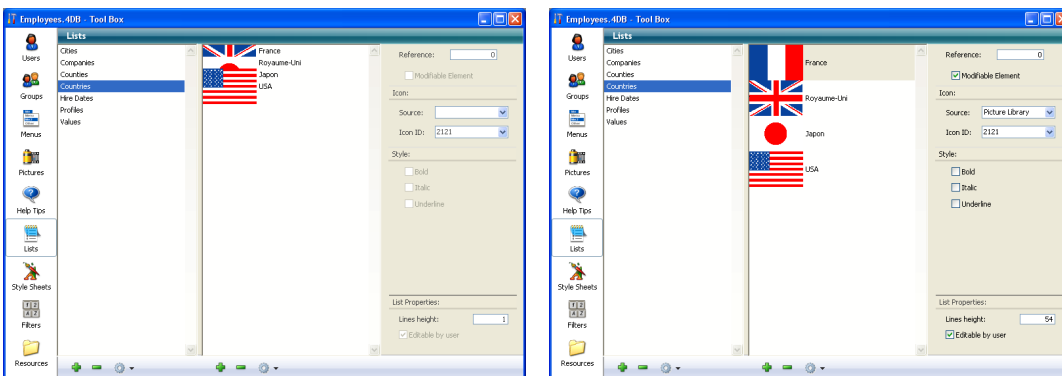 Employees.4DB - Tool Box
Users
Groups
Menus
Pictures
Help Tips
Lists
Style Sheets
Filters
Resources
Lists
Cities
Companies
Counties
Countries
Hire Dates
Profiles
Values
France
Royaume-Uni
Japon
USA
Reference: 0
Modifiable Element
Icon:
Source:
Icon ID: 2121
Style:
Bold
Italic
Underline
List Properties:
Lines height: 1
Editable by user
Employees.4DB - Tool Box
Users
Groups
Menus
Pictures
Help Tips
Lists
Style Sheets
Filters
Resources
Lists
Cities
Companies
Counties
Countries
Hire Dates
Profiles
Values
France
Royaume-Uni
Japon
USA
Reference: 0
Modifiable Element
Icon:
Source: Picture Library
Icon ID: 2121
Style:
Bold
Italic
Underline
List Properties:
Lines height: 54
Editable by user